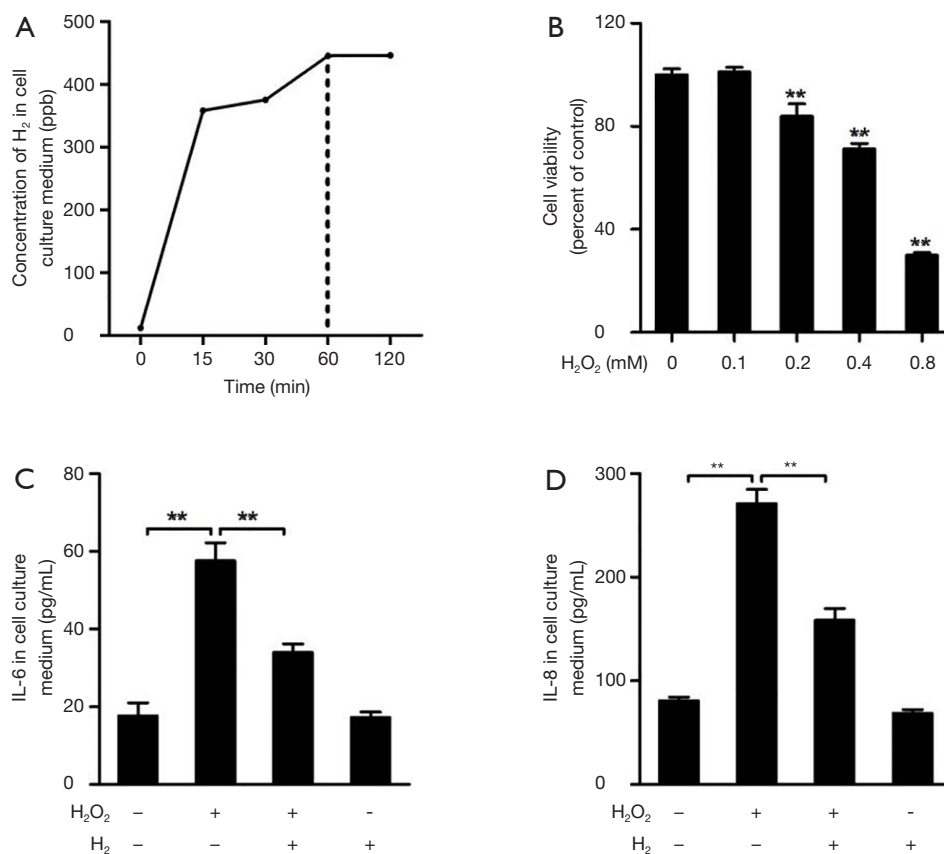 A
500
400
300
200
100
0
Concentration of H₂ in cell
culture medium (ppb)
0 15 30 60 120
Time (min)
B
120
80
40
0
Cell viability
(percent of control)
**
**
**
H₂O₂ (mM) 0 0.1 0.2 0.4 0.8
C
80
60
40
20
0
IL-6 in cell culture
medium (pg/mL)
** **
H₂O₂ – + + -
H₂ – – + +
D
300
200
100
0
IL-8 in cell culture
medium (pg/mL)
** **
H₂O₂ – + + -
H₂ – – + +